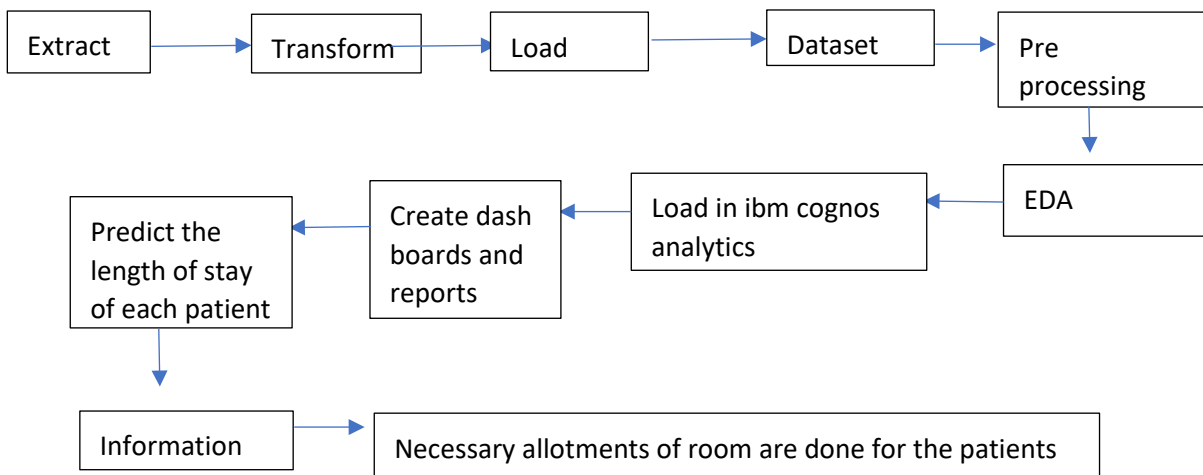 Extract
Transform
Load
Dataset
Pre
processing
EDA
Load in ibm cognos
analytics
Create dash
boards and
reports
Predict the
length of stay
of each patient
Information
Necessary allotments of room are done for the patients